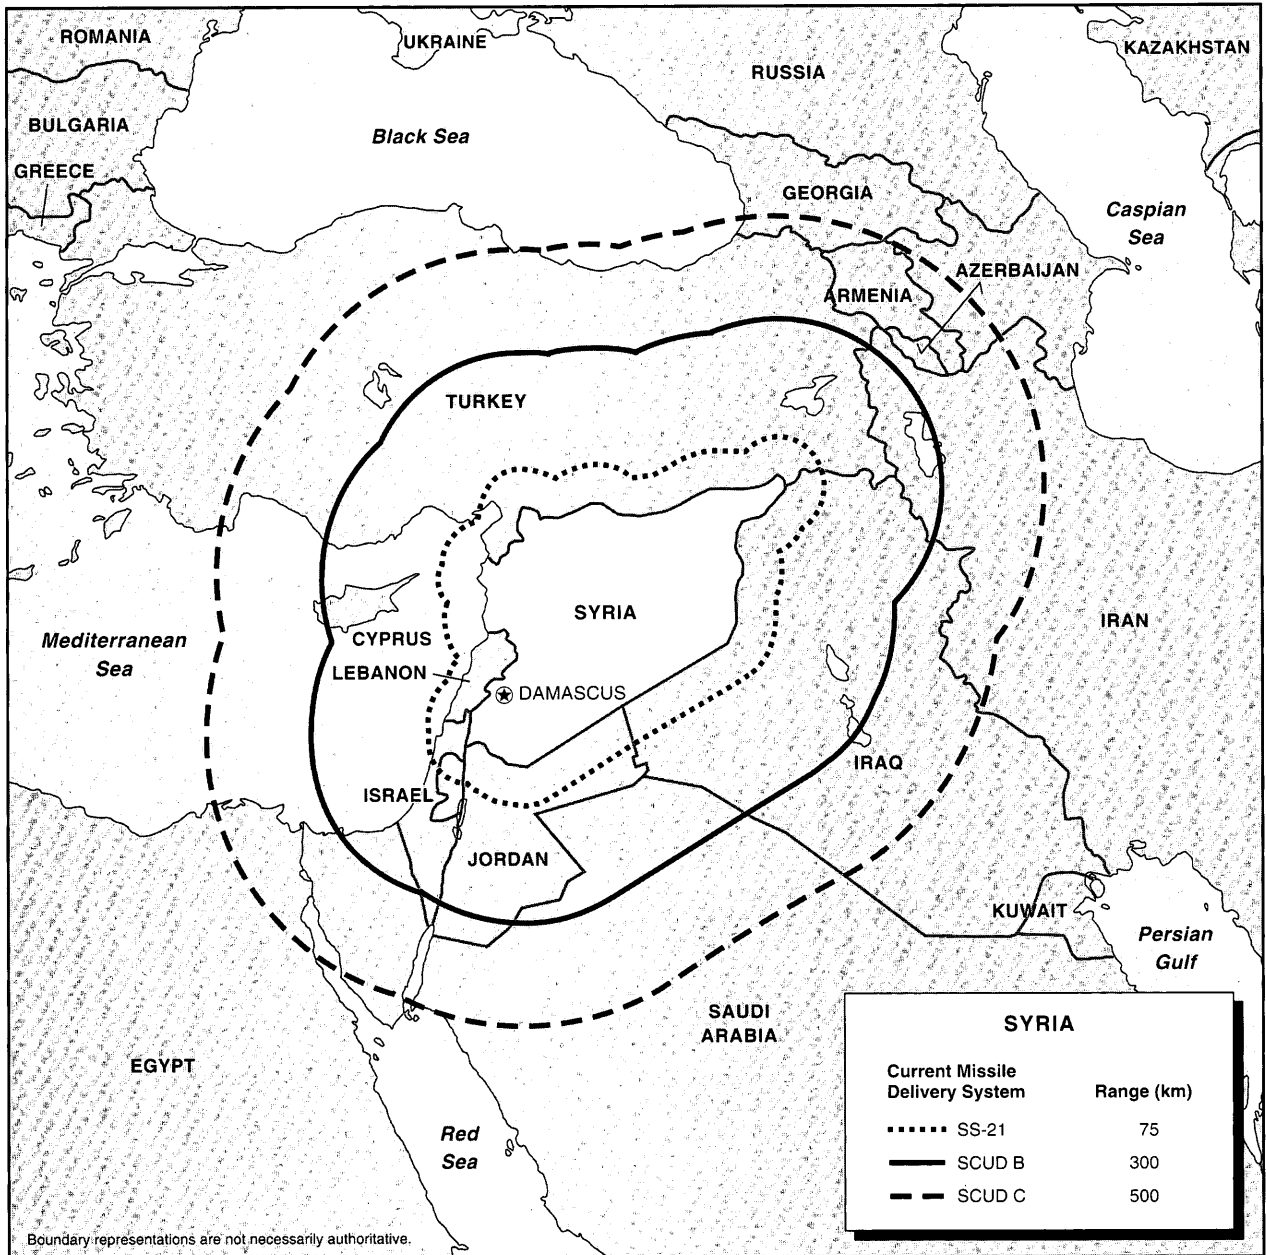 ROMANIA
UKRAINE
RUSSIA
KAZAKHSTAN
BULGARIA
Black Sea
GREECE
GEORGIA
Caspian
Sea
AZERBAIJAN
ARMENIA
TURKEY
SYRIA
IRAN
Mediterranean
Sea
CYPRUS
LEBANON
DAMASCUS
IRAQ
ISRAEL
JORDAN
KUWAIT
Persian
Gulf
SAUDI
ARABIA
EGYPT
Red
Sea
SYRIA
Current Missile
Delivery System Range (km)
SS-21 75
SCUD B 300
SCUD C 500
Boundary representations are not necessarily authoritative.